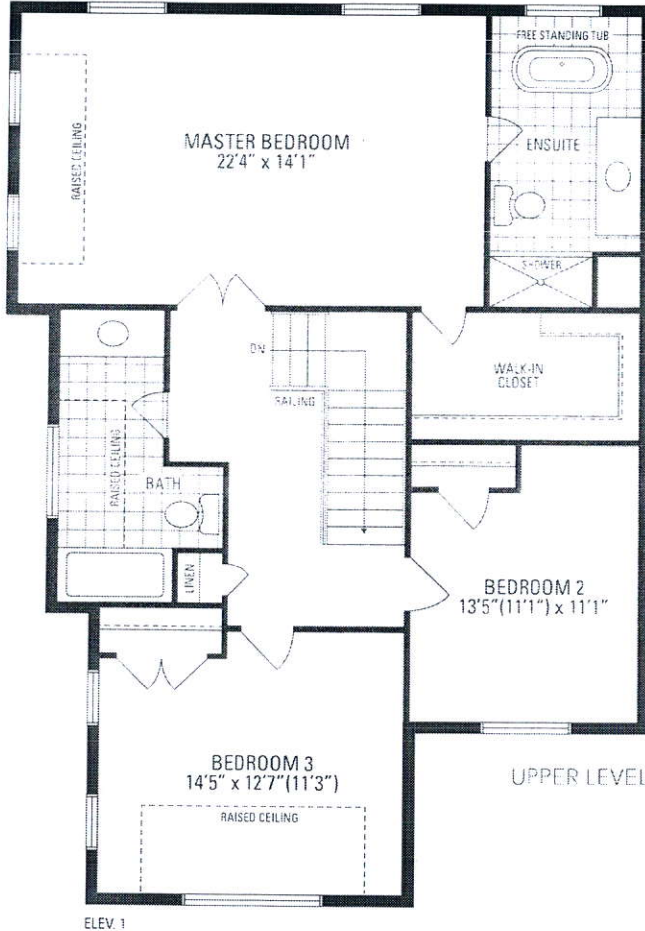 FREE STANDING TUB
MASTER BEDROOM
22'4" x 14'1"
ENSUITE
RAISED CEILING
SHOWER
DN
WALK-IN
CLOSET
RAILING
RAISED CEILING
BATH
LINEN
BEDROOM 2
13'5"(11'1") x 11'1"
BEDROOM 3
14'5" x 12'7"(11'3")
UPPER LEVEL
RAISED CEILING
ELEV. 1